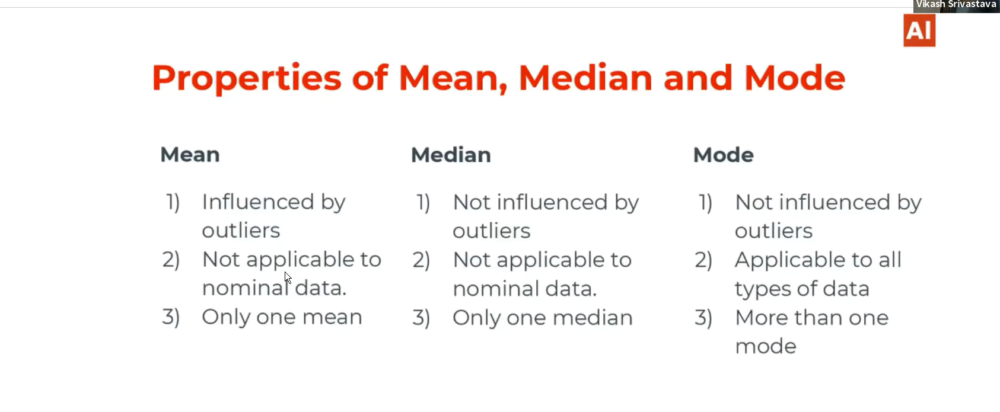 Vikash Srivastava
AI
Properties of Mean, Median and Mode
Mean
1) Influenced by
outliers
2) Not applicable to
nominal data.
3) Only one mean
Median
1) Not influenced by
outliers
2) Not applicable to
nominal data.
3) Only one median
Mode
1) Not influenced by
outliers
2) Applicable to all
types of data
3) More than one
mode